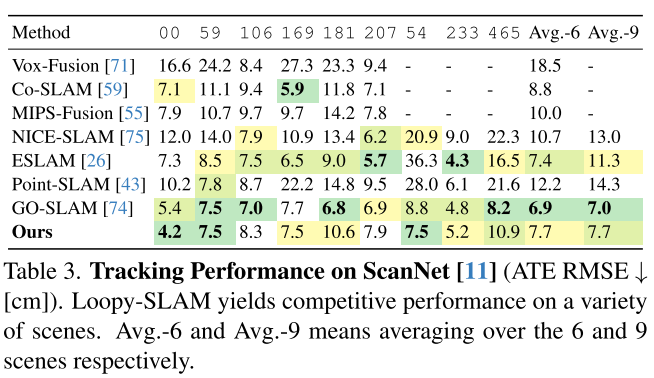 Method 00 59 106 169 181 207 54 233 465 Avg.-6 Avg.-9
Vox-Fusion [71] 16.6 24.2 8.4 27.3 23.3 9.4 - - - 18.5 -
Co-SLAM [59] 7.1 11.1 9.4 5.9 11.8 7.1 - - - 8.8 -
MIPS-Fusion [55] 7.9 10.7 9.7 9.7 14.2 7.8 - - - 10.0 -
NICE-SLAM [75] 12.0 14.0 7.9 10.9 13.4 6.2 20.9 9.0 22.3 10.7 13.0
ESLAM [26] 7.3 8.5 7.5 6.5 9.0 5.7 36.3 4.3 16.5 7.4 11.3
Point-SLAM [43] 10.2 7.8 8.7 22.2 14.8 9.5 28.0 6.1 21.6 12.2 14.3
GO-SLAM [74] 5.4 7.5 7.0 7.7 6.8 6.9 8.8 4.8 8.2 6.9 7.0
Ours 4.2 7.5 8.3 7.5 10.6 7.9 7.5 5.2 10.9 7.7 7.7
Table 3. Tracking Performance on ScanNet [11] (ATE RMSE ↓
[cm]). Loopy-SLAM yields competitive performance on a variety
of scenes. Avg.-6 and Avg.-9 means averaging over the 6 and 9
scenes respectively.